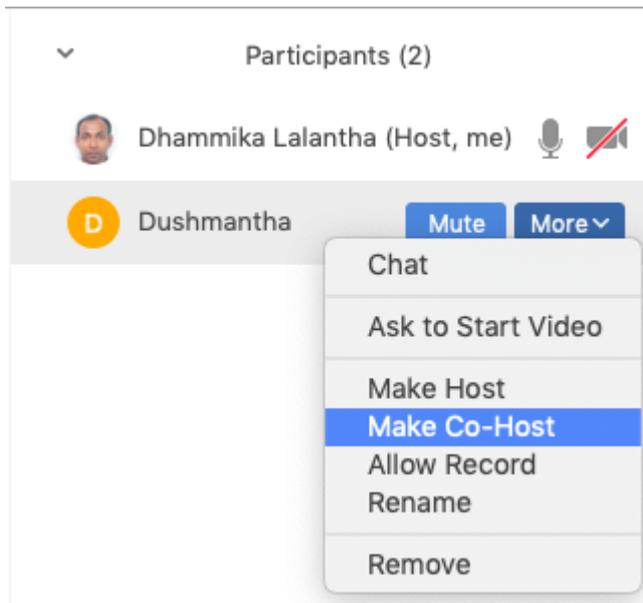 Participants (2)
Dhammika Lalantha (Host, me)
D Dushmantha Mute More
Chat
Ask to Start Video
Make Host
Make Co-Host
Allow Record
Rename
Remove